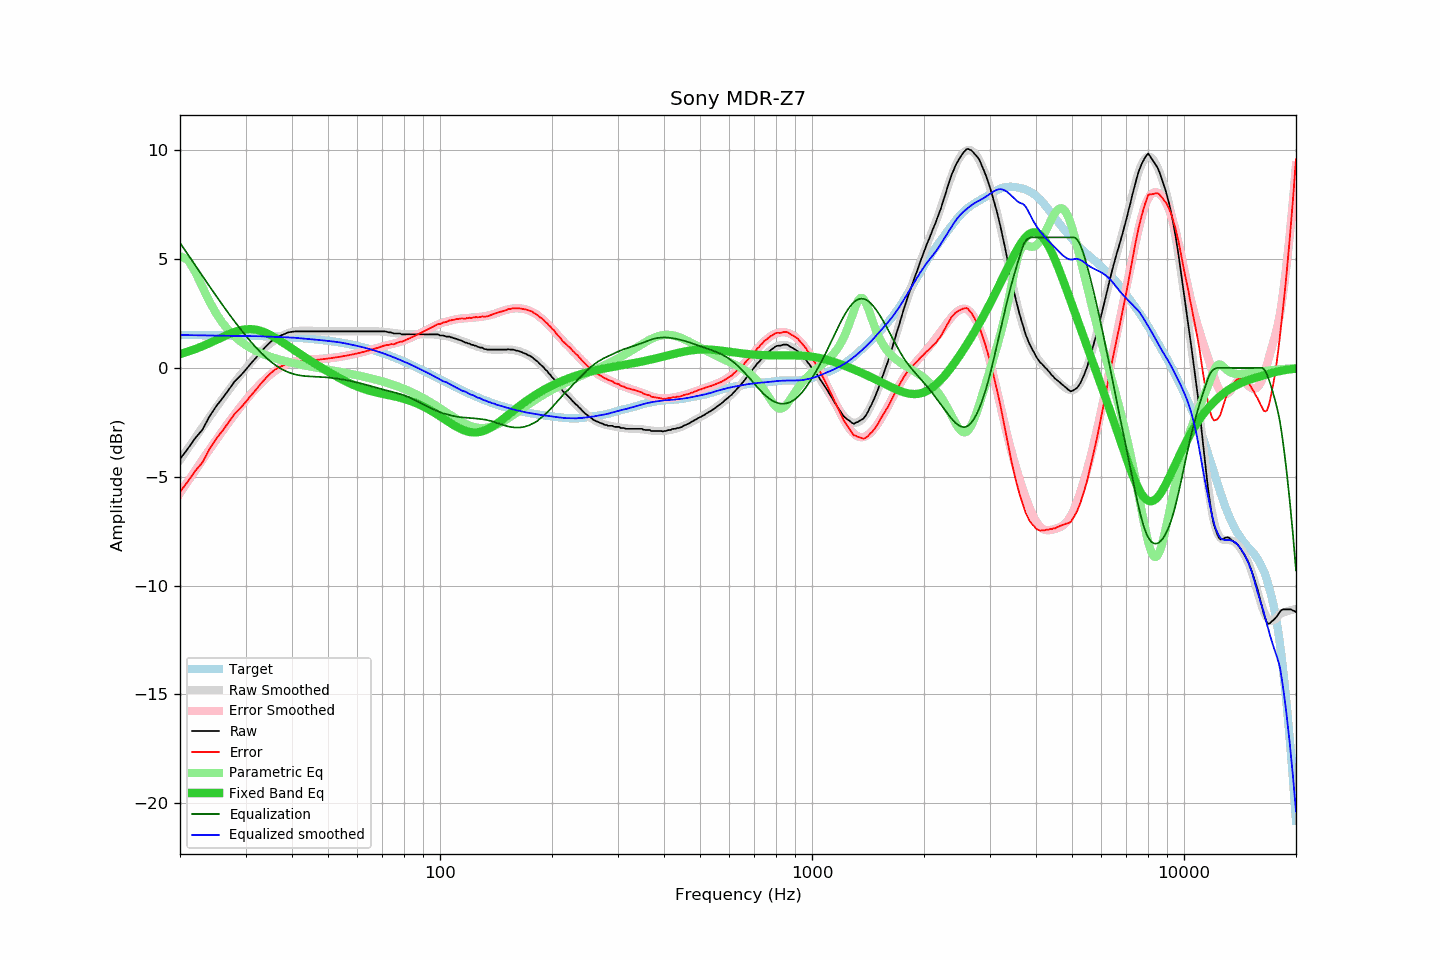 Sony MDR-Z7
10
5
0
−5
−10
−15
−20
Amplitude (dBr)
Target
Raw Smoothed
Error Smoothed
Raw
Error
Parametric Eq
Fixed Band Eq
Equalization
Equalized smoothed
100 1000 10000
Frequency (Hz)